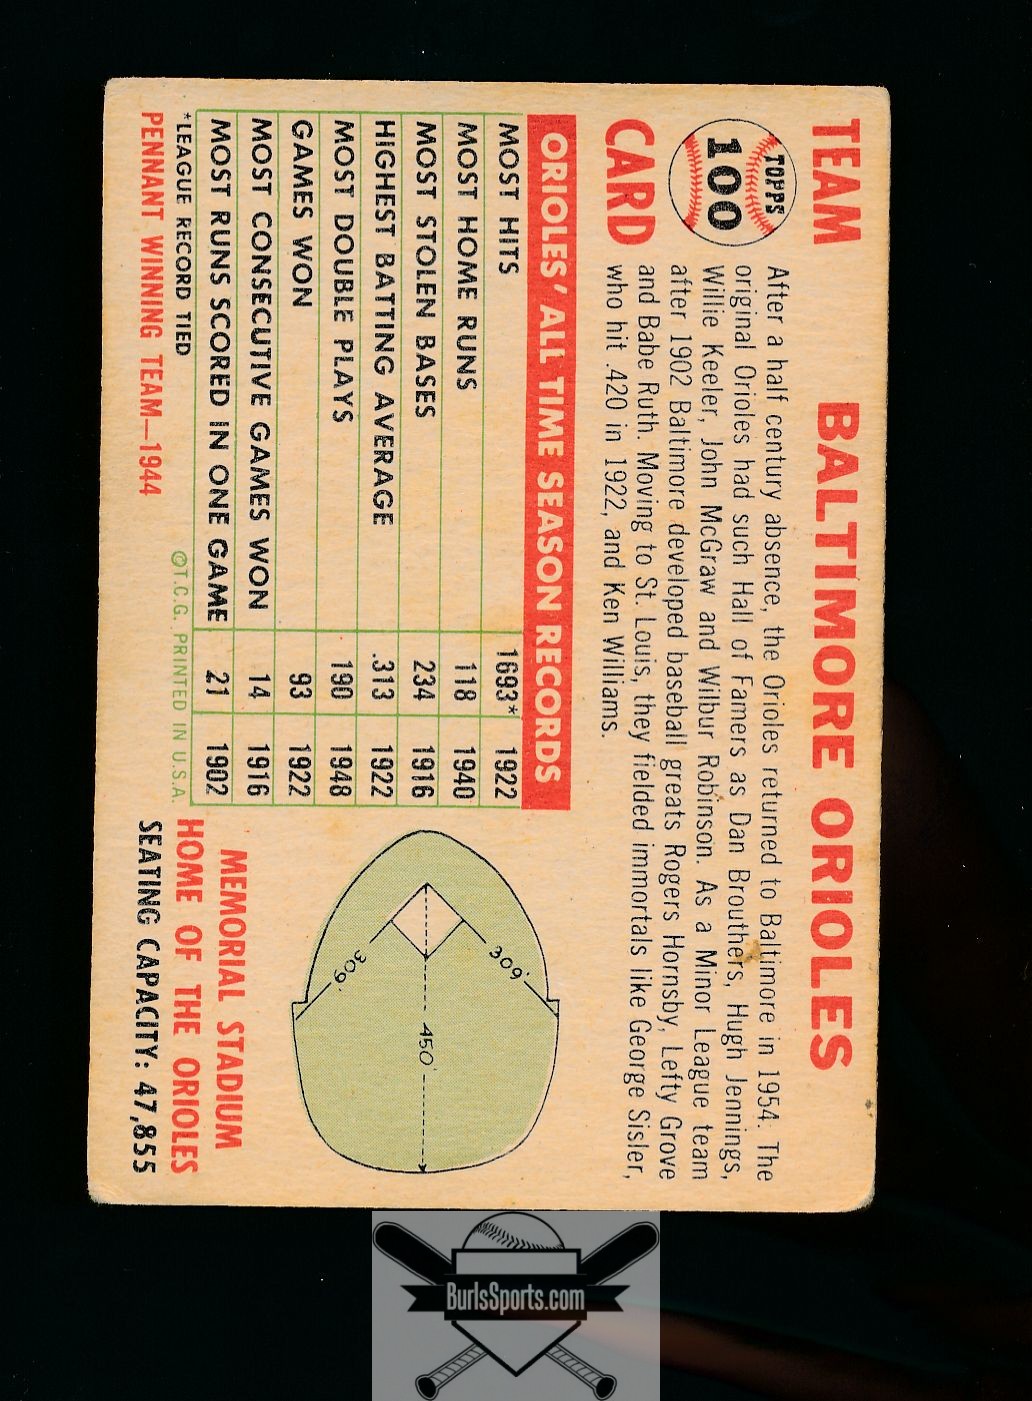 TEAM
CARD
TOPPS
100
BALTIMORE ORIOLES
After a half century absence, the Orioles returned to Baltimore in 1954. The
original Orioles had such Hall of Famers as Dan Brouthers, Hugh Jennings,
Willie Keeler, John McGraw and Wilbur Robinson. As a Minor League team
after 1902 Baltimore developed baseball greats Rogers Hornsby, Lefty Grove
and Babe Ruth. Moving to St. Louis, they fielded immortals like George Sisler,
who hit .420 in 1922, and Ken Williams.
ORIOLES' ALL TIME SEASON RECORDS
MOST HITS 1693* 1922
MOST HOME RUNS 118 1940
MOST STOLEN BASES 234 1916
HIGHEST BATTING AVERAGE .313 1922
MOST DOUBLE PLAYS 190 1948
GAMES WON 93 1922
MOST CONSECUTIVE GAMES WON 14 1916
MOST RUNS SCORED IN ONE GAME 21 1902
*LEAGUE RECORD TIED
©T.C.G. PRINTED IN U.S.A.
PENNANT WINNING TEAM—1944
309'
450'
309'
MEMORIAL STADIUM
HOME OF THE ORIOLES
SEATING CAPACITY: 47,855
BurlsSports.com